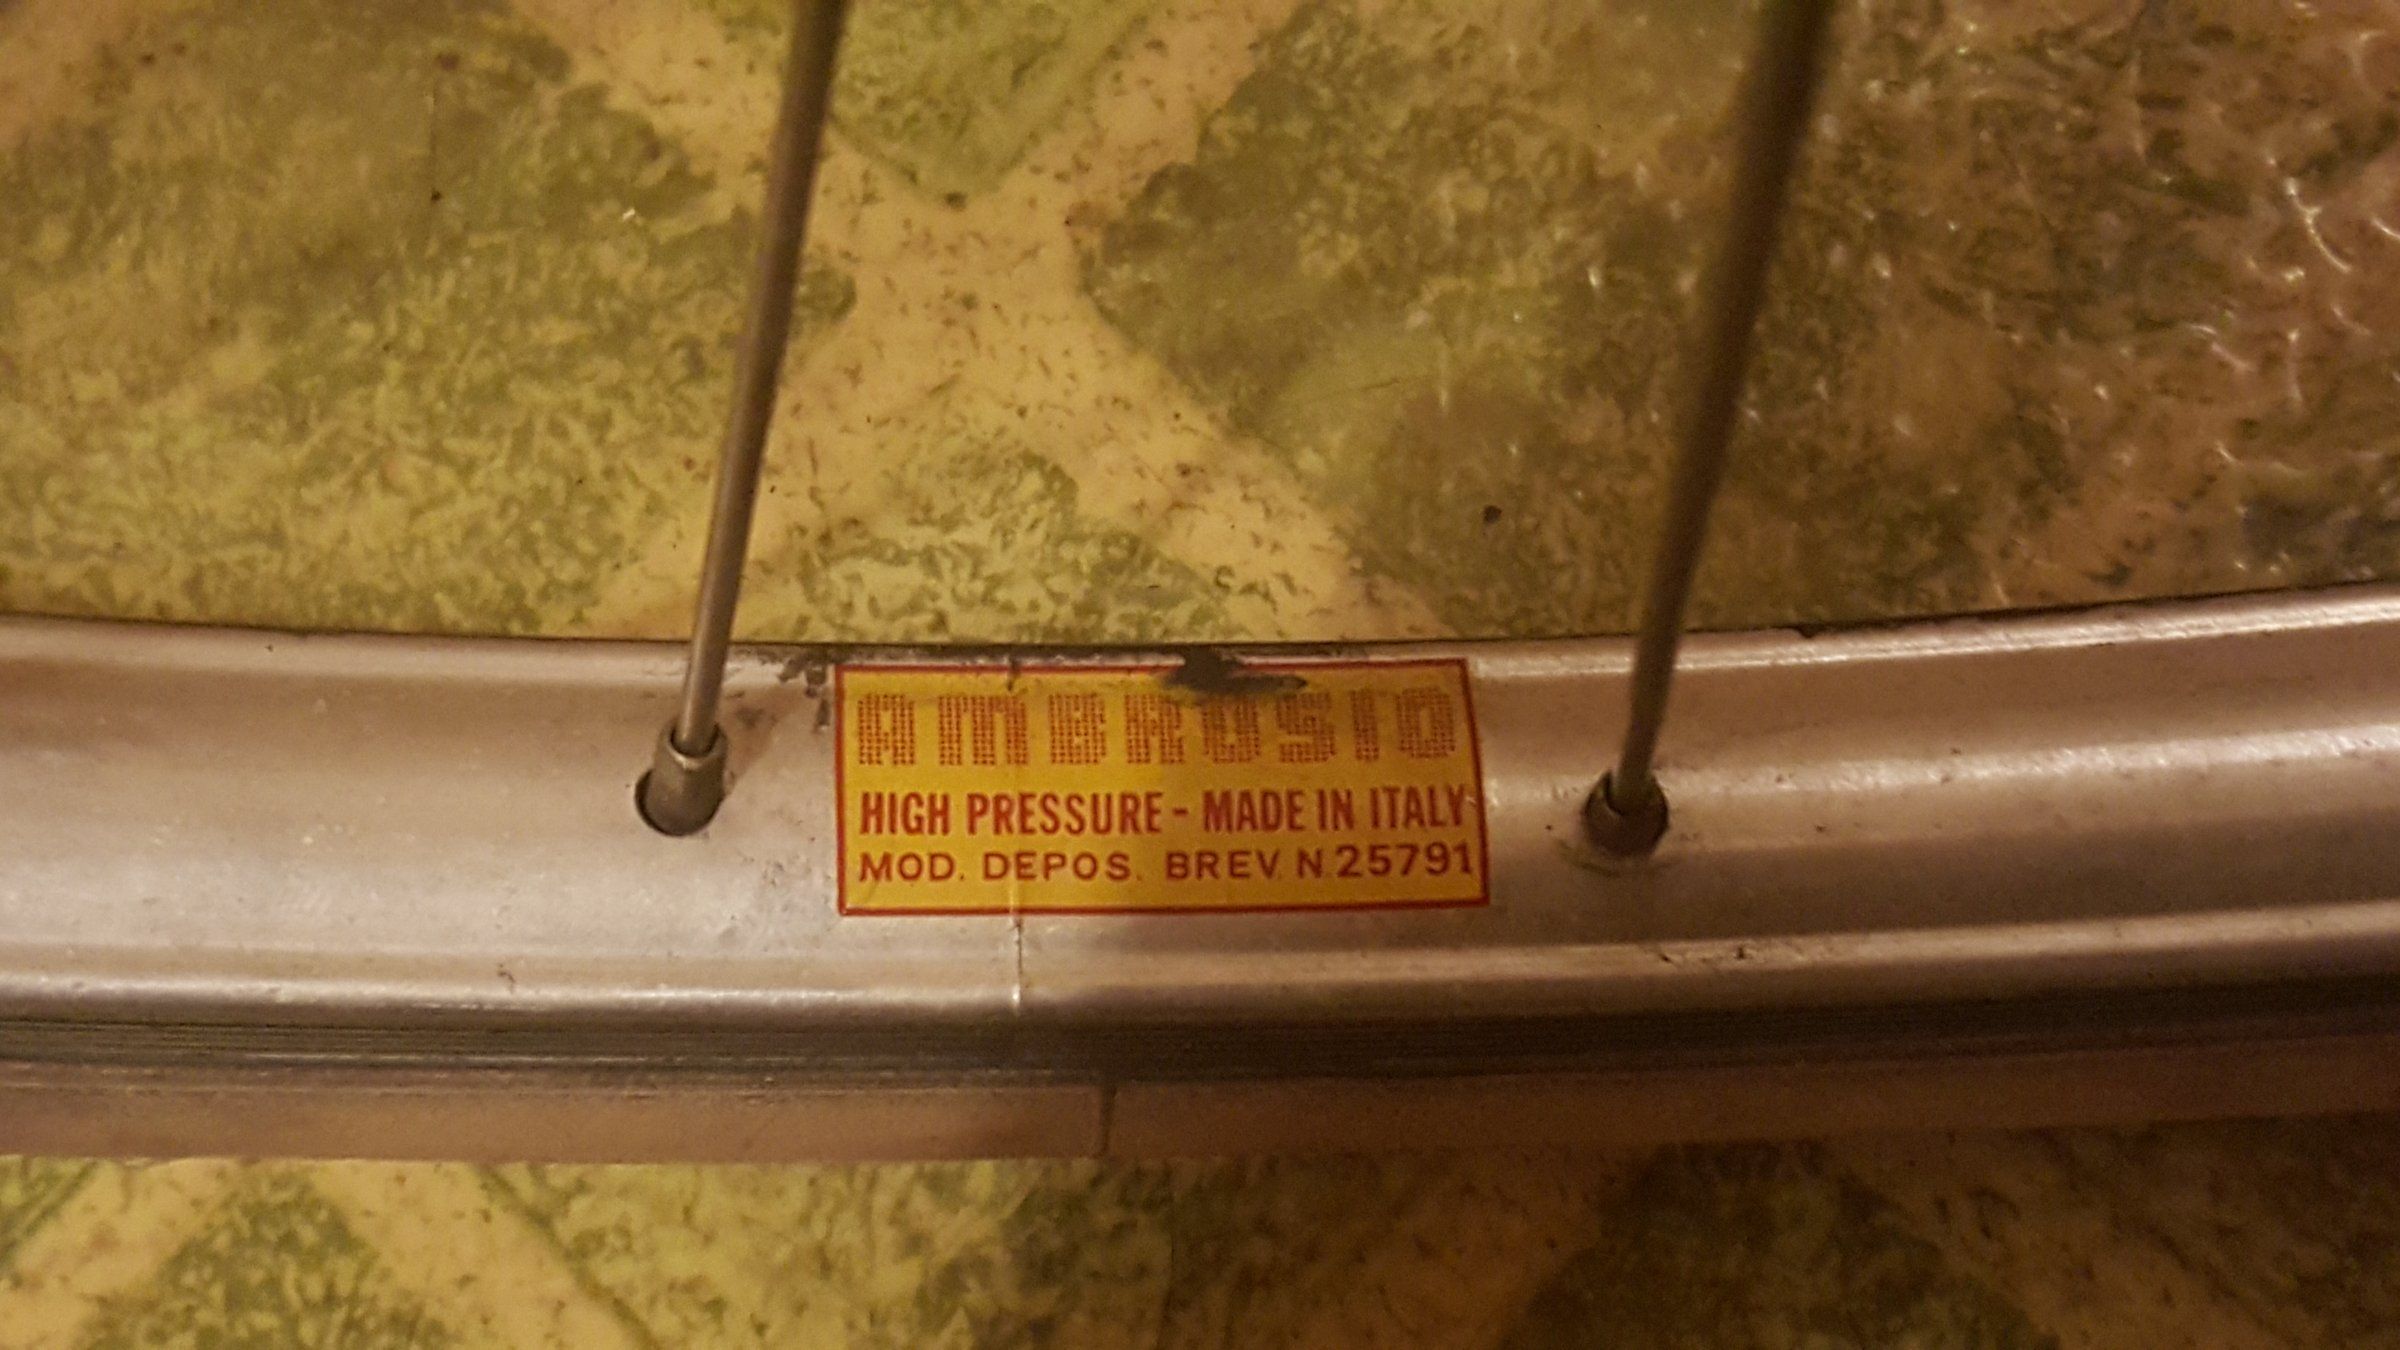 AMBROSIO
HIGH PRESSURE - MADE IN ITALY
MOD. DEPOS. BREV. N. 25791